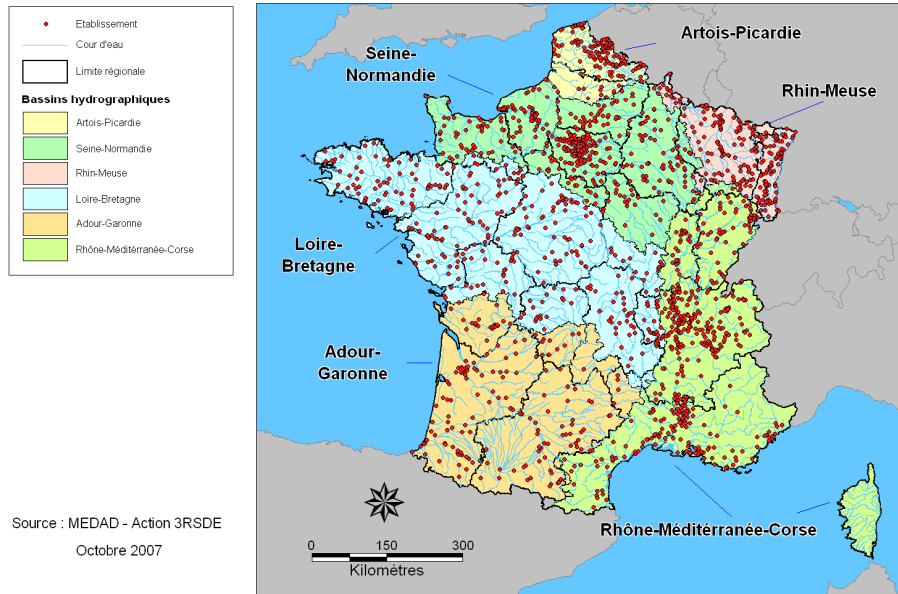 Etablissement
Cour d'eau
Limite régionale
Bassins hydrographiques
Artois-Picardie
Seine-Normandie
Rhin-Meuse
Loire-Bretagne
Adour-Garonne
Rhône-Méditérranée-Corse
Source : MEDAD - Action 3RSDE
Octobre 2007
Artois-Picardie
Seine-
Normandie
Rhin-Meuse
Loire-
Bretagne
Adour-
Garonne
Rhône-Méditérranée-Corse
0 150 300
Kilomètres